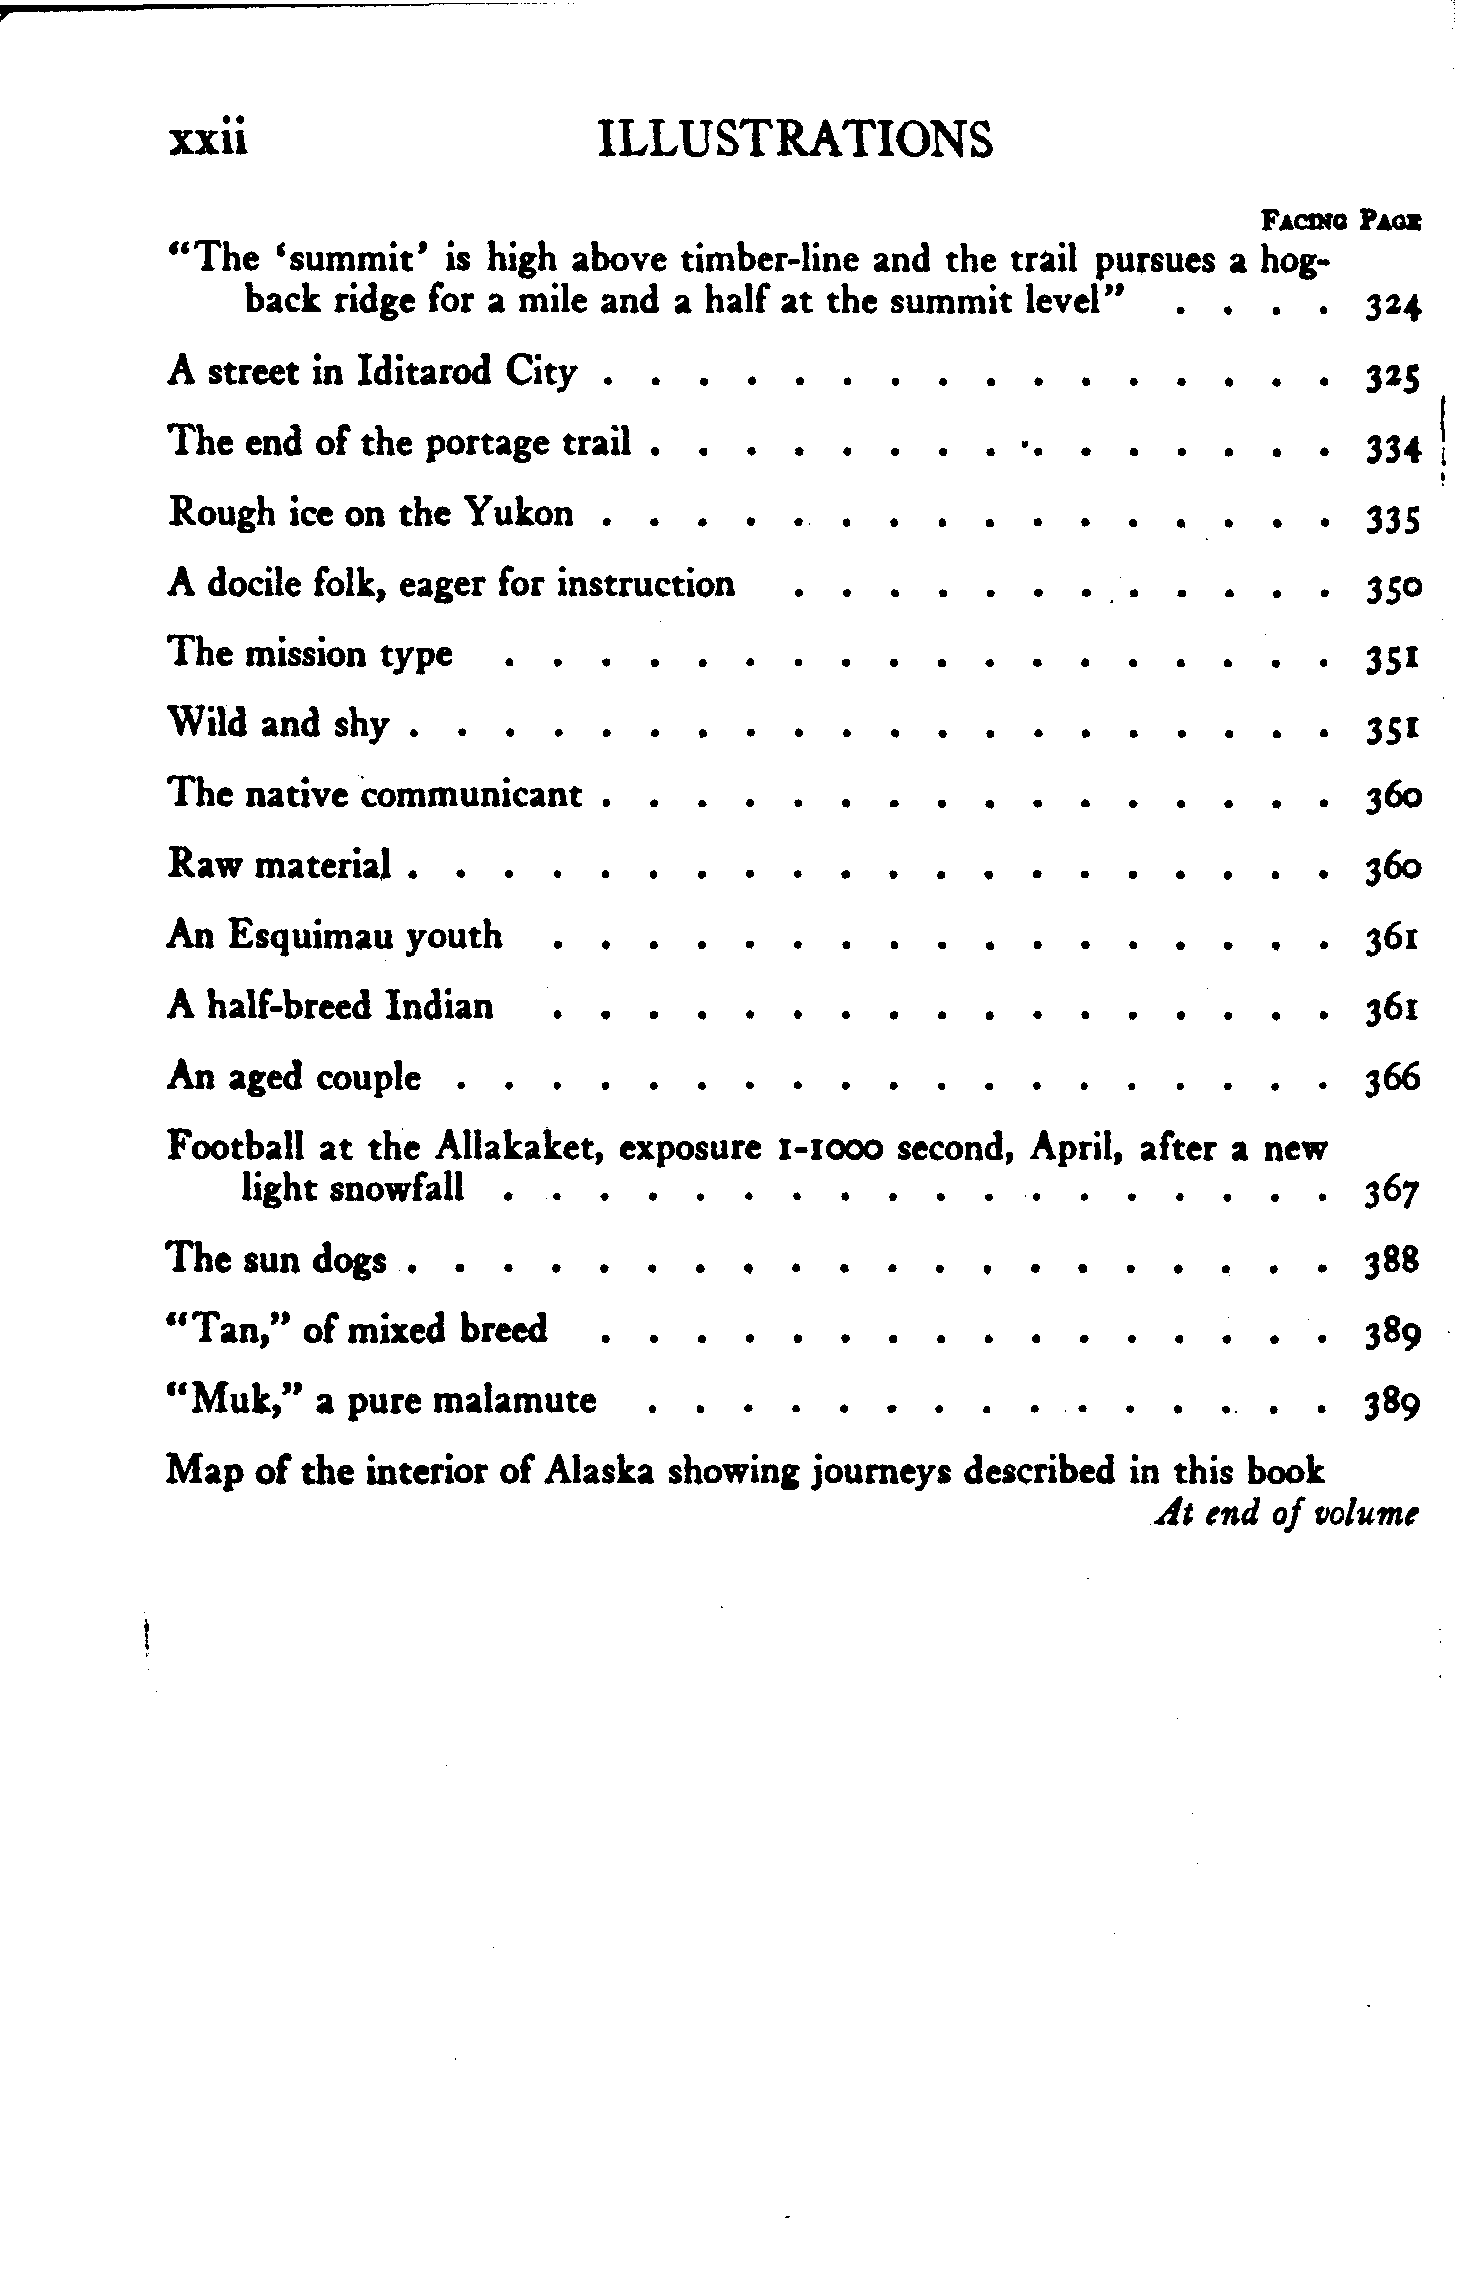 xxii ILLUSTRATIONS
FACING PAGE
“The ‘summit’ is high above timber-line and the trail pursues a hog-
back ridge for a mile and a half at the summit level” . . . . 324
A street in Iditarod City . . . . . . . . . . . . . . . . 325
The end of the portage trail . . . . . . . . . . . . . . . 334
Rough ice on the Yukon . . . . . . . . . . . . . . . . 335
A docile folk, eager for instruction . . . . . . . . . . . . 350
The mission type . . . . . . . . . . . . . . . . . . 351
Wild and shy . . . . . . . . . . . . . . . . . . . . 351
The native communicant . . . . . . . . . . . . . . . . 360
Raw material . . . . . . . . . . . . . . . . . . . . 360
An Esquimau youth . . . . . . . . . . . . . . . . . 361
A half-breed Indian . . . . . . . . . . . . . . . . . 361
An aged couple . . . . . . . . . . . . . . . . . . . 366
Football at the Allakaket, exposure 1-1000 second, April, after a new
light snowfall . . . . . . . . . . . . . . . . . . 367
The sun dogs . . . . . . . . . . . . . . . . . . . . 388
“Tan,” of mixed breed . . . . . . . . . . . . . . . . 389
“Muk,” a pure malamute . . . . . . . . . . . . . . . 389
Map of the interior of Alaska showing journeys described in this book
At end of volume